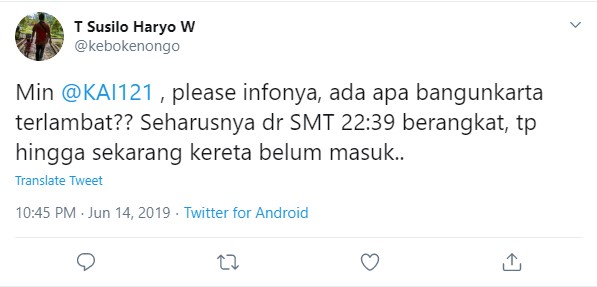 T Susilo Haryo W
@kebokenongo
Min @KAI121 , please infonya, ada apa bangunkarta
terlambat?? Seharusnya dr SMT 22:39 berangkat, tp
hingga sekarang kereta belum masuk..
Translate Tweet
10:45 PM · Jun 14, 2019 · Twitter for Android